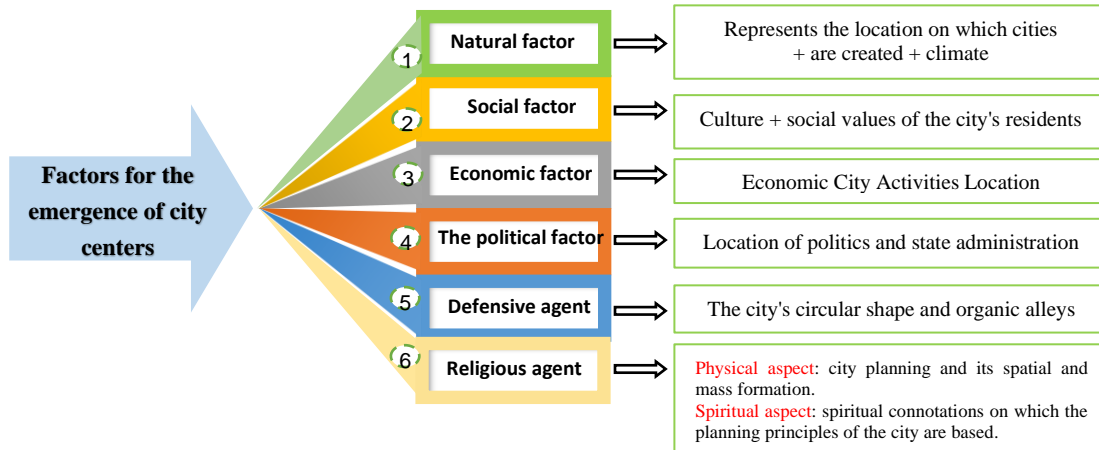 Factors for the
emergence of city
centers
1
Natural factor
Represents the location on which cities
+ are created + climate
2
Social factor
Culture + social values of the city's residents
3
Economic factor
Economic City Activities Location
4
The political factor
Location of politics and state administration
5
Defensive agent
The city's circular shape and organic alleys
6
Religious agent
Physical aspect: city planning and its spatial and
mass formation.
Spiritual aspect: spiritual connotations on which the
planning principles of the city are based.